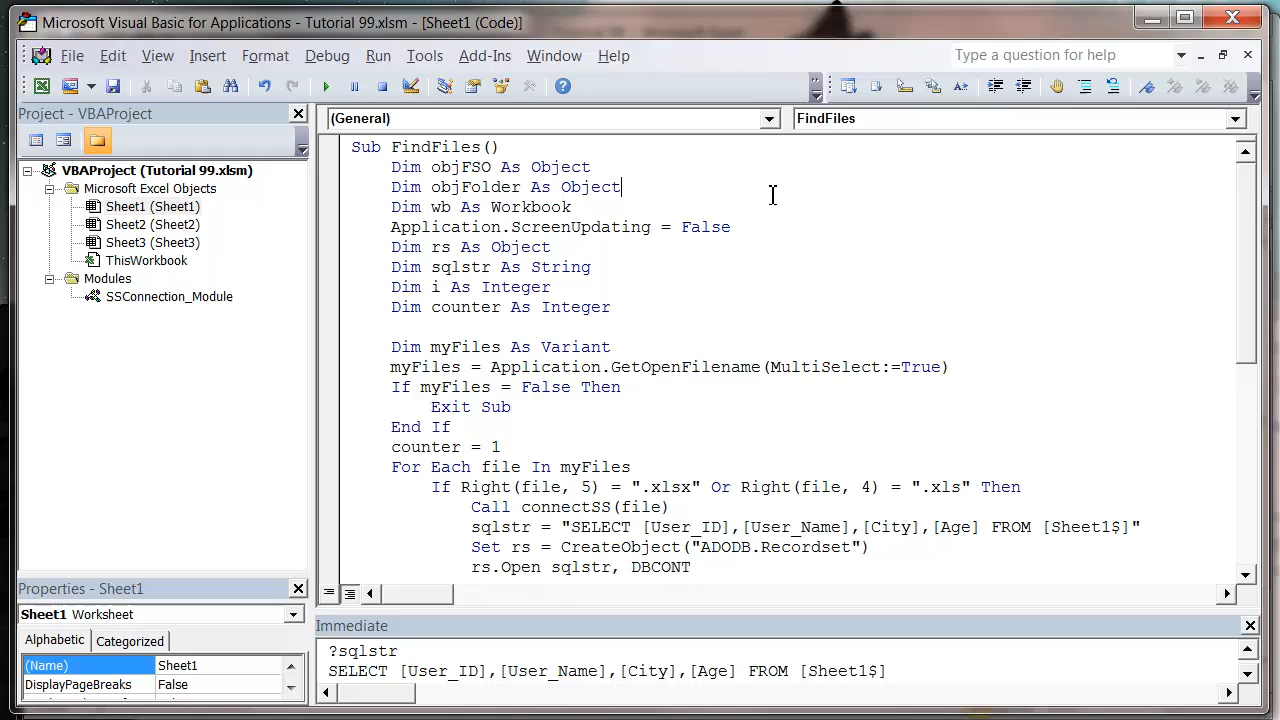 Microsoft Visual Basic for Applications - Tutorial 99.xlsm - [Sheet1 (Code)]
File Edit View Insert Format Debug Run Tools Add-Ins Window Help
Type a question for help
Project - VBAProject
(General)
FindFiles
VBAProject (Tutorial 99.xlsm)
Microsoft Excel Objects
Sheet1 (Sheet1)
Sheet2 (Sheet2)
Sheet3 (Sheet3)
ThisWorkbook
Modules
SSConnection_Module
Sub FindFiles()
Dim objFSO As Object
Dim objFolder As Object
Dim wb As Workbook
Application.ScreenUpdating = False
Dim rs As Object
Dim sqlstr As String
Dim i As Integer
Dim counter As Integer
Dim myFiles As Variant
myFiles = Application.GetOpenFilename(MultiSelect:=True)
If myFiles = False Then
Exit Sub
End If
counter = 1
For Each file In myFiles
If Right(file, 5) = ".xlsx" Or Right(file, 4) = ".xls" Then
Call connectSS(file)
sqlstr = "SELECT [User_ID],[User_Name],[City],[Age] FROM [Sheet1$]"
Set rs = CreateObject("ADODB.Recordset")
rs.Open sqlstr, DBCONT
Properties - Sheet1
Sheet1 Worksheet
Alphabetic Categorized
(Name) Sheet1
DisplayPageBreaks False
Immediate
?sqlstr
SELECT [User_ID],[User_Name],[City],[Age] FROM [Sheet1$]